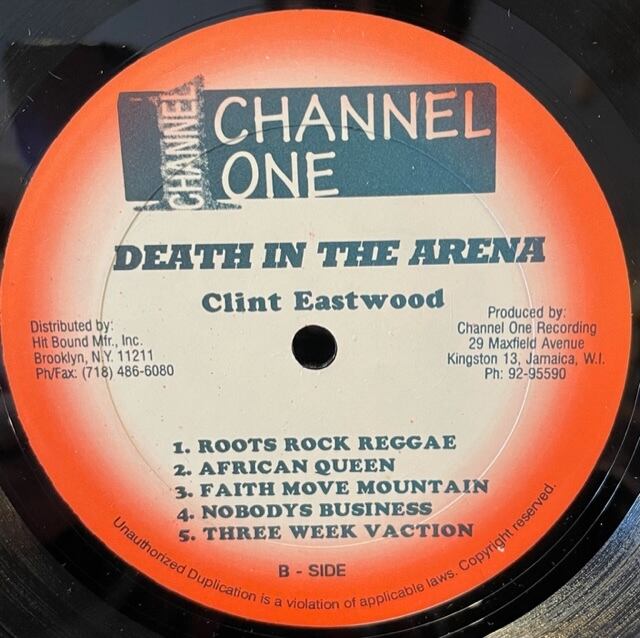 CHANNEL
CHANNEL
ONE
DEATH IN THE ARENA
Clint Eastwood
Distributed by:
Hit Bound Mfr., Inc.
Brooklyn, N.Y. 11211
Ph/Fax: (718) 486-6080
Produced by:
Channel One Recording
29 Maxfield Avenue
Kingston 13, Jamaica, W.I.
Ph: 92-95590
1. ROOTS ROCK REGGAE
2. AFRICAN QUEEN
3. FAITH MOVE MOUNTAIN
4. NOBODYS BUSINESS
5. THREE WEEK VACTION
B - SIDE
Unauthorized Duplication is a violation of applicable laws. Copyright reserved.